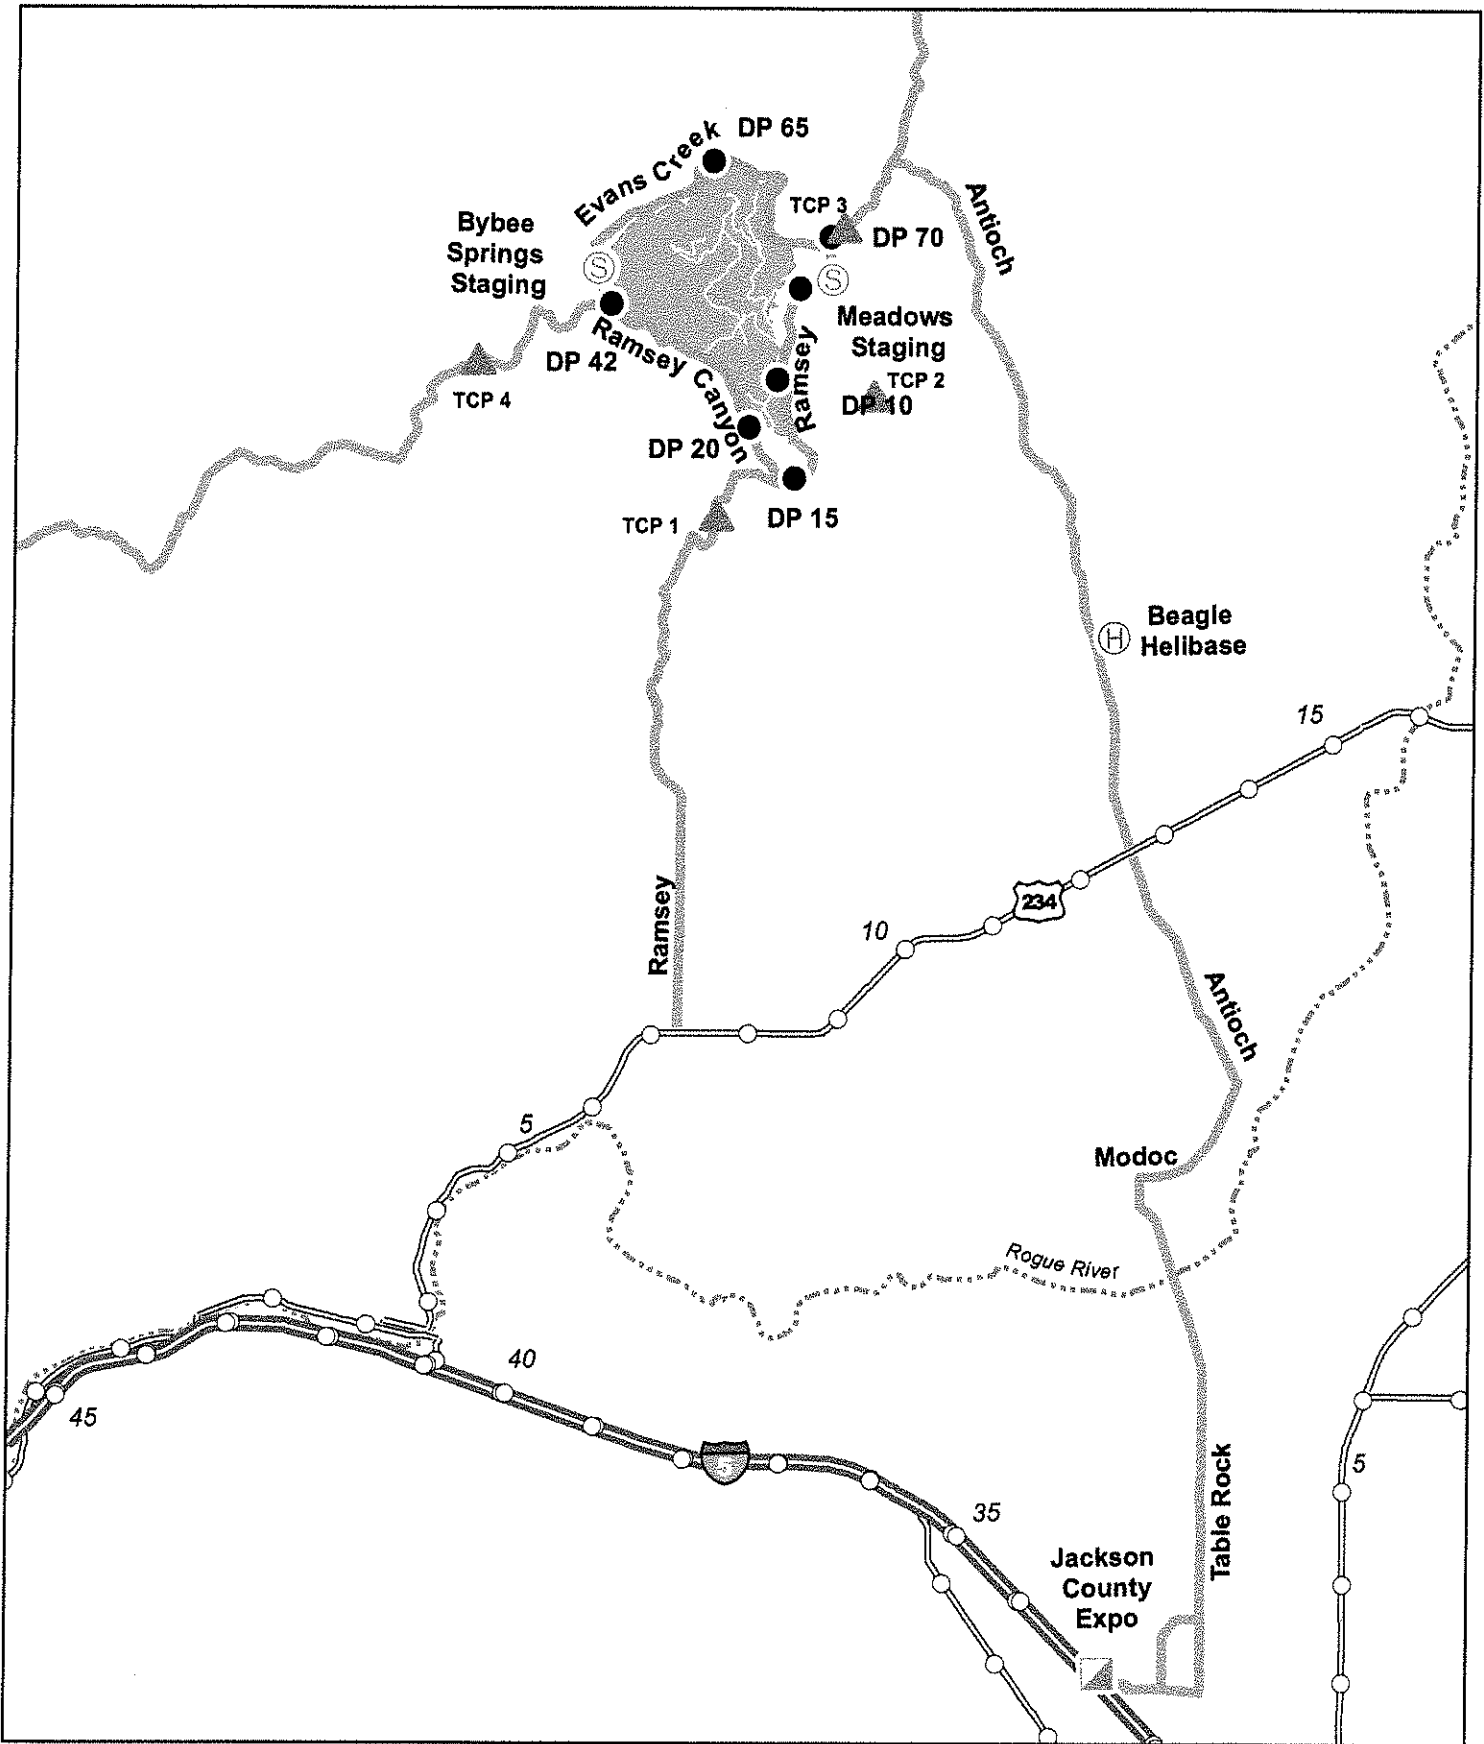 DP 65
Evans Creek
TCP 3
DP 70
Antioch
Bybee
Springs
Staging
S
S
Meadows
Staging
Ramsey
TCP 2
DP 10
DP 42
Ramsey Canyon
TCP 4
DP 20
DP 15
TCP 1
H
Beagle
Helibase
15
234
Ramsey
10
Antioch
5
Modoc
Rogue River
40
45
5
5
35
Table Rock
Jackson
County
Expo